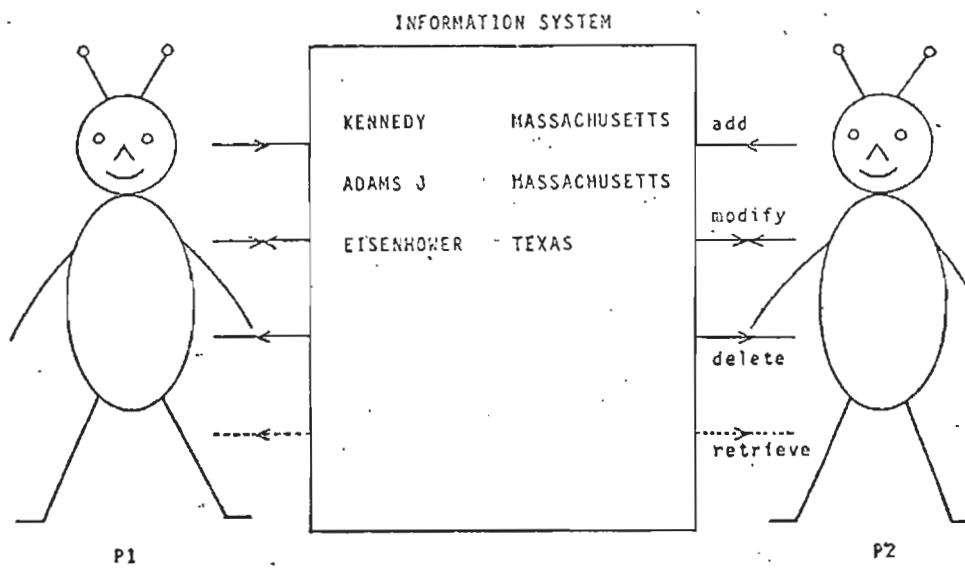 INFORMATION SYSTEM
KENNEDY MASSACHUSETTS add
ADAMS J MASSACHUSETTS
modify
EISENHOWER TEXAS
delete
retrieve
P1 P2